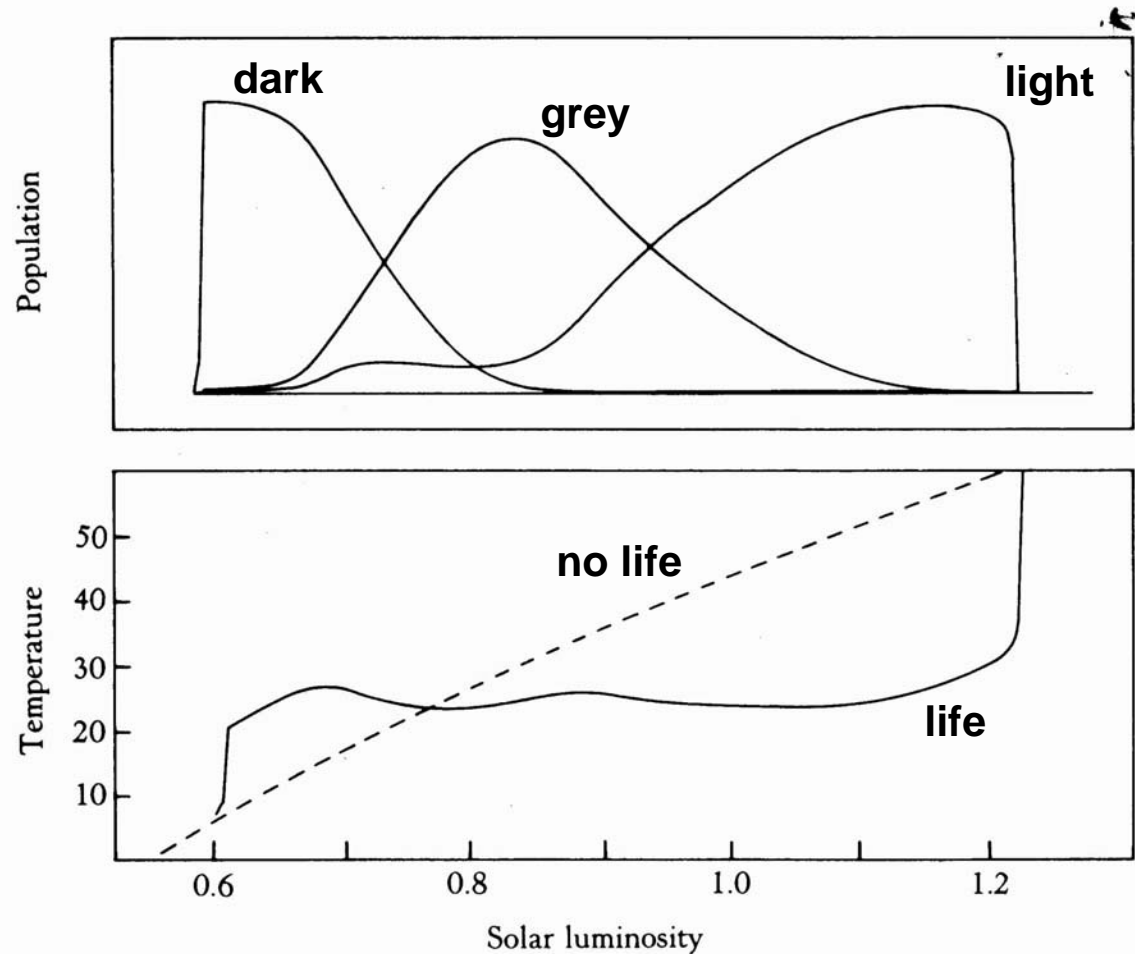 dark
light
grey
Population
50
40
30
20
10
Temperature
no life
life
0.6 0.8 1.0 1.2
Solar luminosity